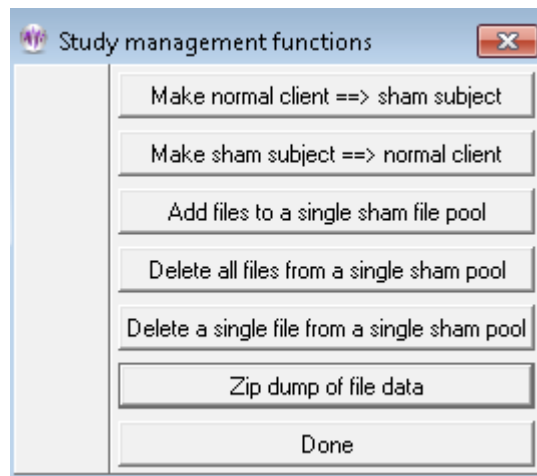 Study management functions
Make normal client ==> sham subject
Make sham subject ==> normal client
Add files to a single sham file pool
Delete all files from a single sham pool
Delete a single file from a single sham pool
Zip dump of file data
Done